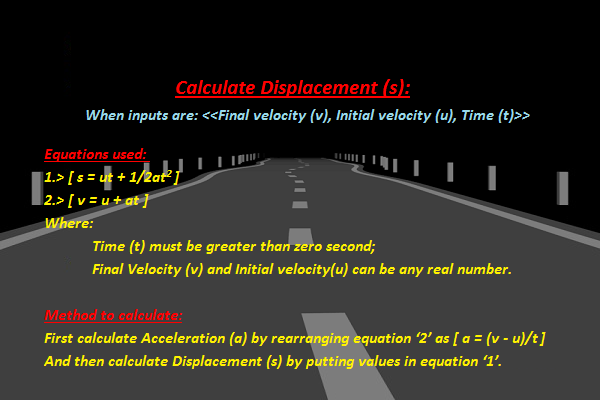 Calculate Displacement (s):
When inputs are: <<Final velocity (v), Initial velocity (u), Time (t)>>
Equations used:
1.> [ s = ut + 1/2at² ]
2.> [ v = u + at ]
Where:
Time (t) must be greater than zero second;
Final Velocity (v) and Initial velocity(u) can be any real number.
Method to calculate:
First calculate Acceleration (a) by rearranging equation ‘2’ as [ a = (v - u)/t ]
And then calculate Displacement (s) by putting values in equation ‘1’.